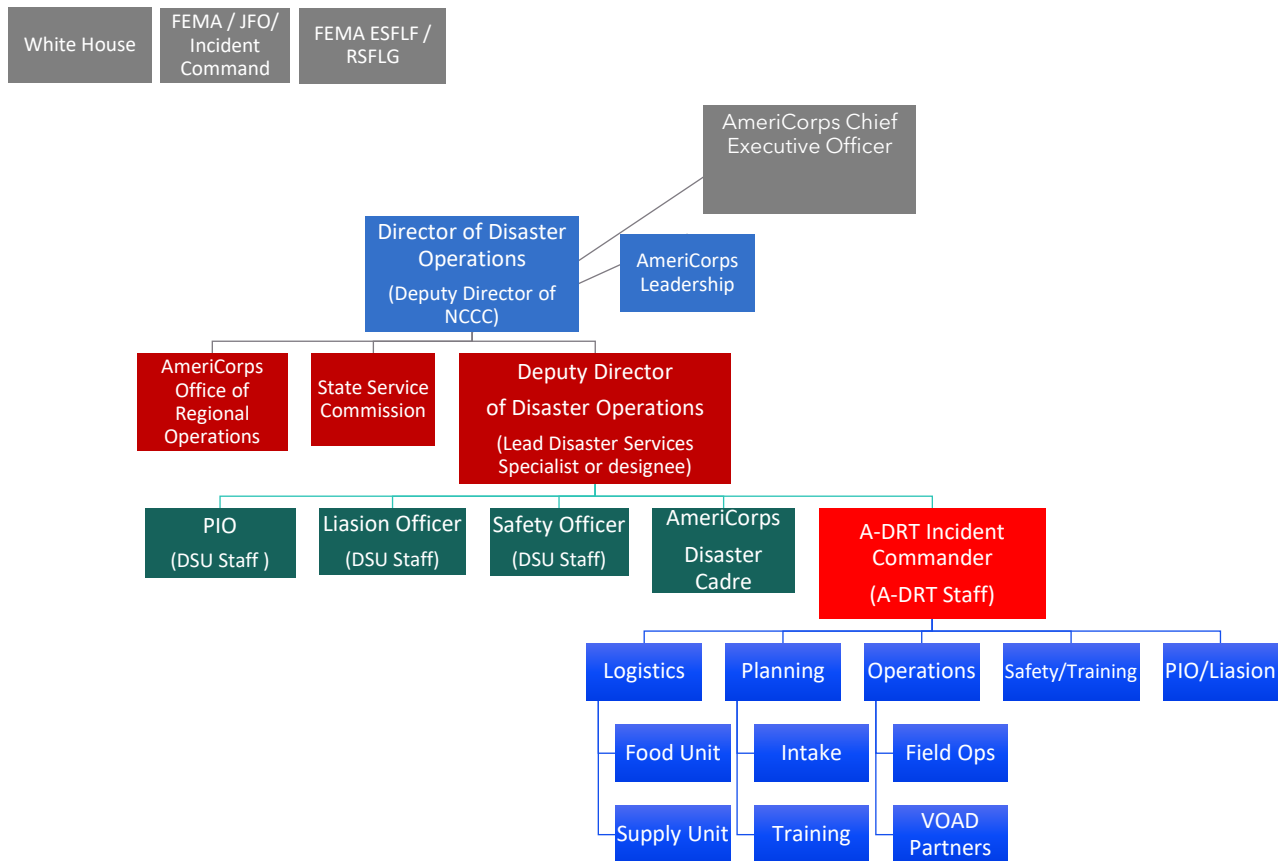 White House
FEMA / JFO/
Incident
Command
FEMA ESFLF /
RSFLG
AmeriCorps Chief
Executive Officer
Director of Disaster
Operations
(Deputy Director of
NCCC)
AmeriCorps
Leadership
AmeriCorps
Office of
Regional
Operations
State Service
Commission
Deputy Director
of Disaster Operations
(Lead Disaster Services
Specialist or designee)
PIO
(DSU Staff )
Liasion Officer
(DSU Staff)
Safety Officer
(DSU Staff)
AmeriCorps
Disaster
Cadre
A-DRT Incident
Commander
(A-DRT Staff)
Logistics
Planning
Operations
Safety/Training
PIO/Liasion
Food Unit
Intake
Field Ops
Supply Unit
Training
VOAD
Partners